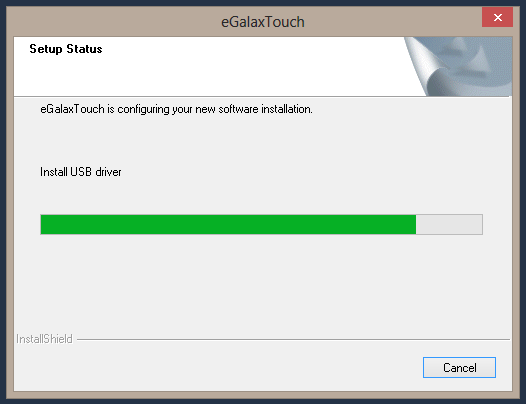 eGalaxTouch
Setup Status
eGalaxTouch is configuring your new software installation.
Install USB driver
InstallShield
Cancel